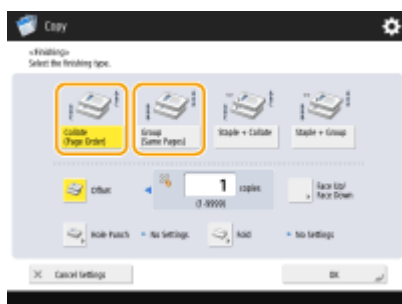 Copy
<Finishing>
Select the finishing type.
Collate
(Page Order)
Group
(Same Pages)
Staple + Collate
Staple + Group
Offset
1
copies
(1-9999)
Face Up/
Face Down
Hole Punch
No Settings
Fold
No Settings
Cancel Settings
OK